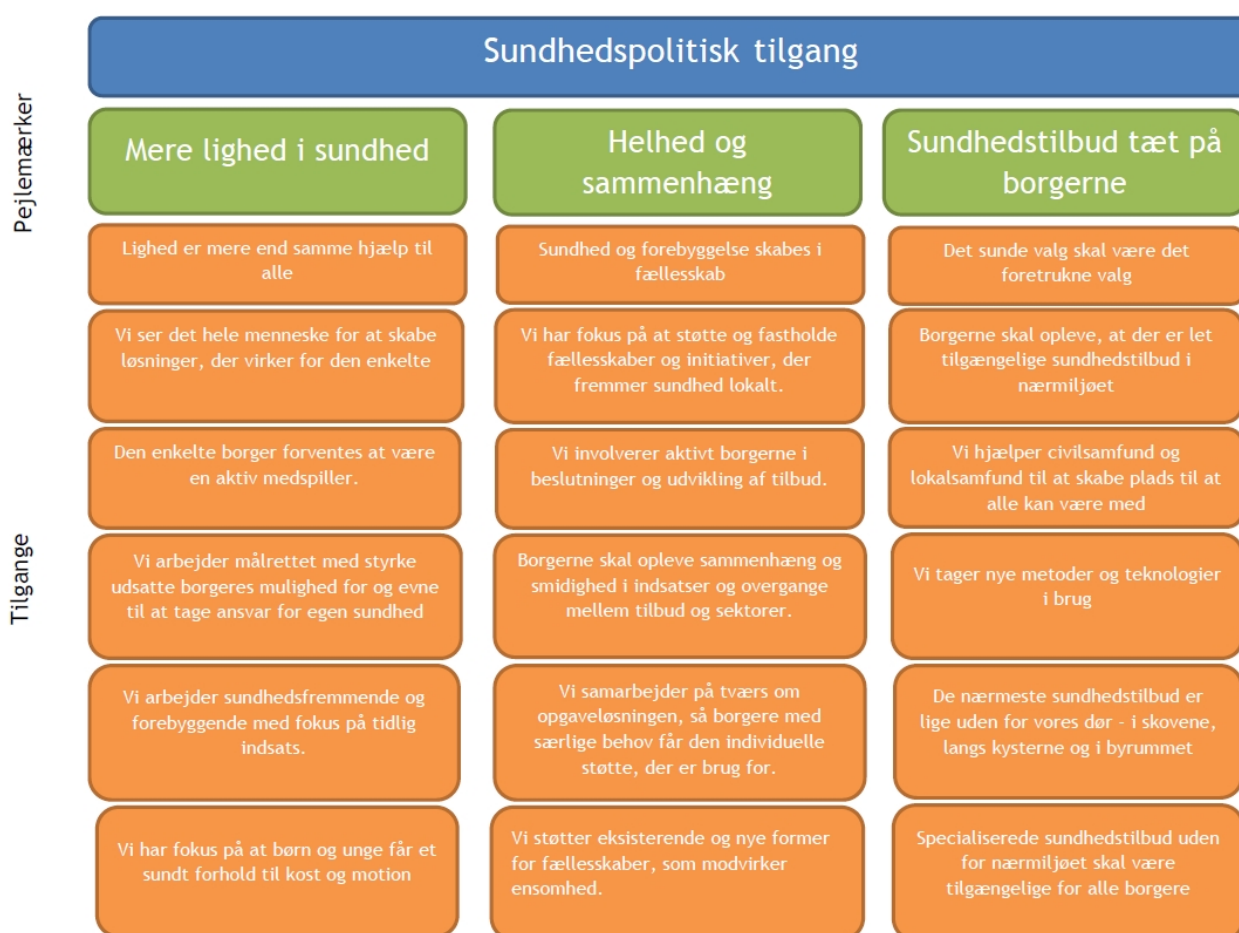 Sundhedspolitisk tilgang
Pejlemærker
Mere lighed i sundhed
Helhed og
sammenhæng
Sundhedstilbud tæt på
borgerne
Tilgange
Lighed er mere end samme hjælp til
alle
Sundhed og forebyggelse skabes i
fællesskab
Det sunde valg skal være det
foretrukne valg
Vi ser det hele menneske for at skabe
løsninger, der virker for den enkelte
Vi har fokus på at støtte og fastholde
fællesskaber og initiativer, der
fremmer sundhed lokalt.
Borgerne skal opleve, at der er let
tilgængelige sundhedstilbud i
nærmiljøet
Den enkelte borger forventes at være
en aktiv medspiller.
Vi involverer aktivt borgerne i
beslutninger og udvikling af tilbud.
Vi hjælper civilsamfund og
lokalsamfund til at skabe plads til at
alle kan være med
Vi arbejder målrettet med styrke
udsatte borgeres mulighed for og evne
til at tage ansvar for egen sundhed
Borgerne skal opleve sammenhæng og
smidighed i indsatser og overgange
mellem tilbud og sektorer.
Vi tager nye metoder og teknologier
i brug
Vi arbejder sundhedsfremmende og
forebyggende med fokus på tidlig
indsats.
Vi samarbejder på tværs om
opgaveløsningen, så borgere med
særlige behov får den individuelle
støtte, der er brug for.
De nærmeste sundhedstilbud er
lige uden for vores dør - i skovene,
langs kysterne og i byrummet
Vi har fokus på at børn og unge får et
sundt forhold til kost og motion
Vi støtter eksisterende og nye former
for fællesskaber, som modvirker
ensomhed.
Specialiserede sundhedstilbud uden
for nærmiljøet skal være
tilgængelige for alle borgere